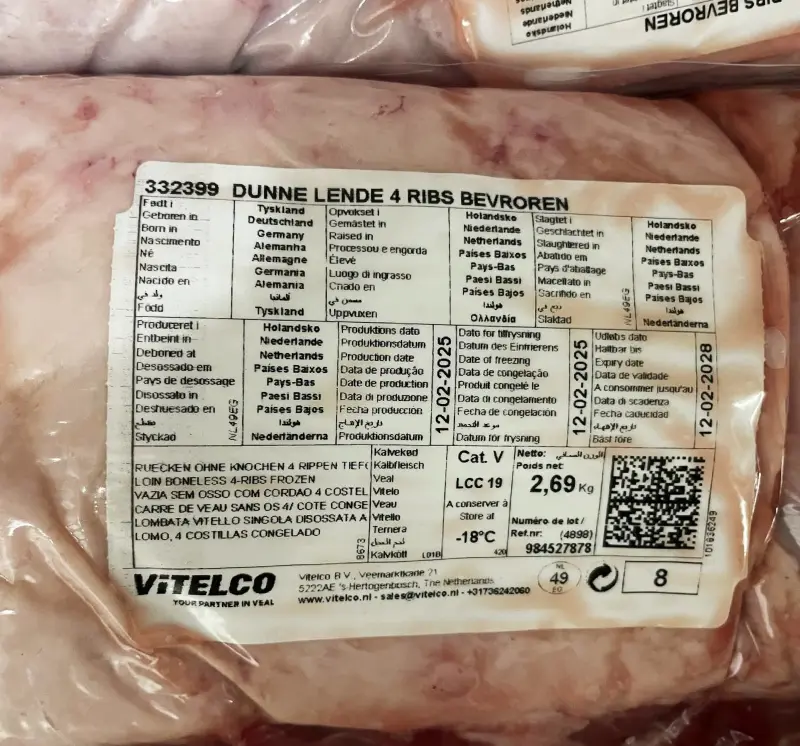 Holandsko
Nederlande
Netherlands
RIBS BEVROREN
332399 DUNNE LENDE 4 RIBS BEVROREN
Født i
Geboren in
Born in
Nascimento
Né
Nascita
Nacido en
ولد في
Född
Tyskland
Deutschland
Germany
Alemanha
Allemagne
Germania
Alemania
ألمانيا
Tyskland
Opvokset i
Gemästet in
Raised in
Processou e engorda
Élevé
Luogo di ingrasso
Criado en
مسمن في
Uppvuxen
Holandsko
Niederlande
Netherlands
Países Baixos
Pays-Bas
Paesi Bassi
Países Bajos
هولندا
Ολλανδία
Slagtet i
Geschlachtet in
Slaughtered in
Abatido em
Pays d'abattage
Macellato in
Sacrifido en
ذبح في
Slaktad
NL49EG
Holandsko
Niederlande
Netherlands
Países Baixos
Pays-Bas
Paesi Bassi
Países Bajos
هولندا
Nederländerna
Produceret i
Entbeint in
Deboned at
Desossado em
Pays de desossage
Disossato in
Deshuesado en
مقطع
Styckad
NL49EG
Holandsko
Niederlande
Netherlands
Países Baixos
Pays-Bas
Paesi Bassi
Países Bajos
هولندا
Nederländerna
Produktions dato
Produktionsdatum
Production date
Data de produção
Date de production
Data di produzione
Fecha producción
تاريخ الإنتاج
Produktionsdatum
12-02-2025
Dato for tilfrysning
Datum des Einfrierens
Date of freezing
Data de congelação
Produit congelé le
Data di congelamento
Fecha de congelación
موعد التجمد
Datum för frysning
12-02-2025
Udløbs dato
Haltbar bis
Expiry date
Data de validade
A consommer jusqu'au
Data di scadenza
Fecha caducidad
تاريخ الإنتهاء
Bäst före
12-02-2028
RUECKEN OHNE KNOCHEN 4 RIPPEN TIEF
LOIN BONELESS 4-RIBS FROZEN
VAZIA SEM OSSO COM CORDAO 4 COSTEL
CARRE DE VEAU SANS OS 4/ COTE CONGE
LOMBATA VITELLO SINGOLA DISOSSATA A
LOMO, 4 COSTILLAS CONGELADO
8673
Kalvekød
Kalbfleisch
Veal
Vitelo
Veau
Vitello
Ternera
لحم العجل
Kalvkött
L01B
Cat. V
LCC 19
A conserver à
Store at
-18°C
420
Netto: الوزن الصافي
Poids net
2,69 Kg
Numéro de lot /
Ref.nr: (4898)
984527878
101836249
ViTELCO
YOUR PARTNER IN VEAL
Vitelco B.V., Veemarktkade 21
5222AE 's-Hertogenbosch, The Netherlands
www.vitelco.nl - sales@vitelco.nl - +31736242060
NL
49
EG
8